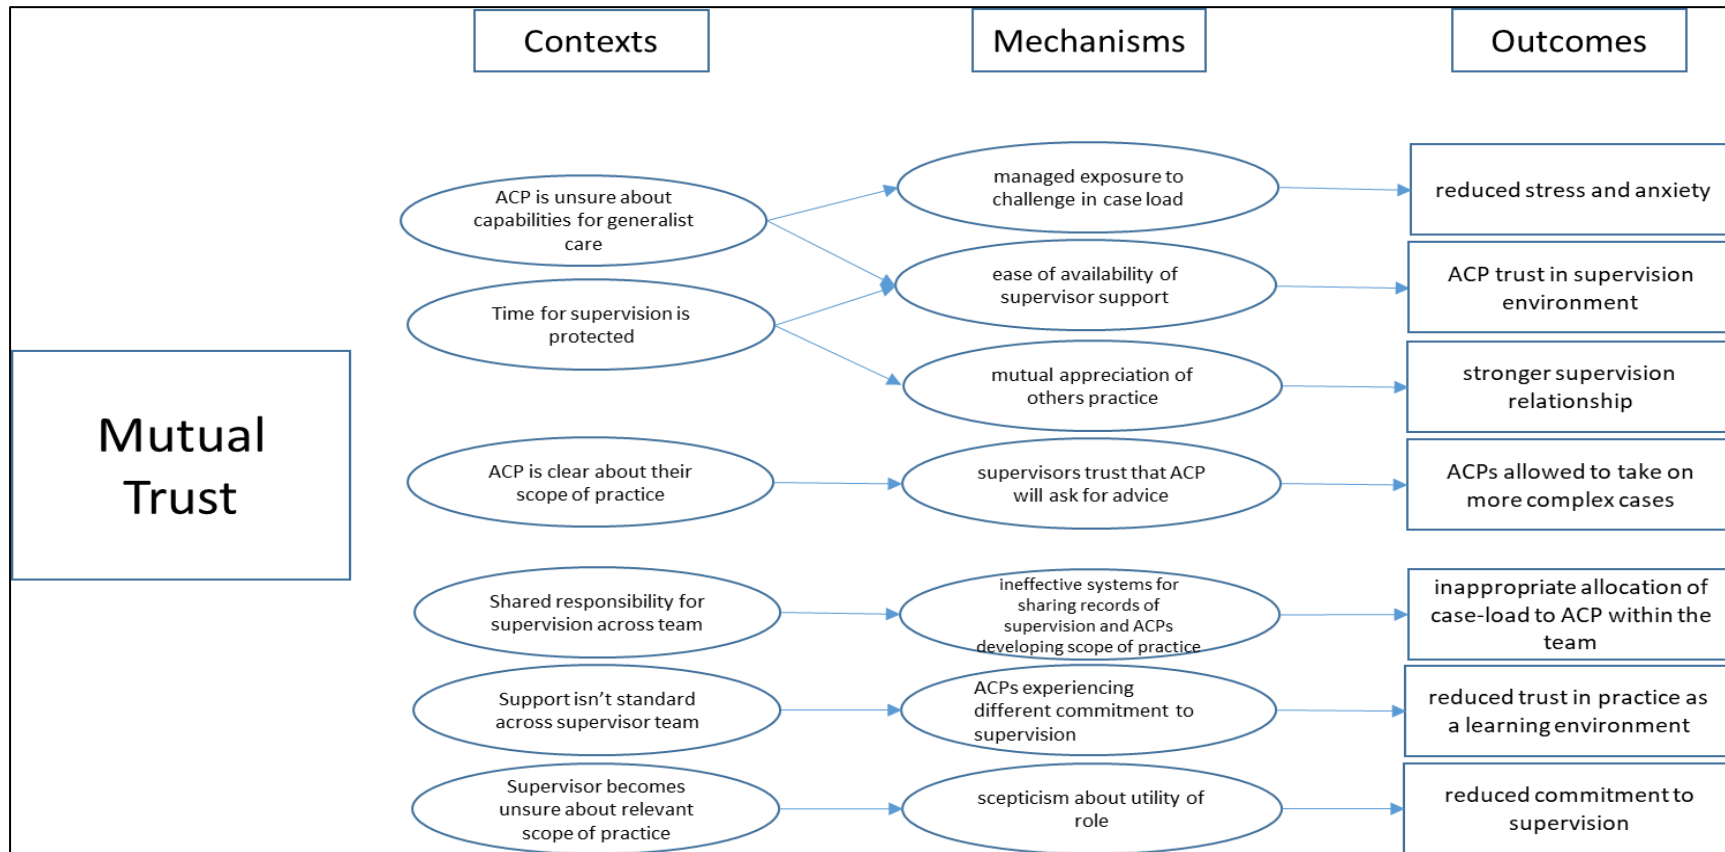 Contexts
Mechanisms
Outcomes
Mutual
Trust
ACP is unsure about
capabilities for generalist
care
Time for supervision is
protected
ACP is clear about their
scope of practice
Shared responsibility for
supervision across team
Support isn’t standard
across supervisor team
Supervisor becomes
unsure about relevant
scope of practice
managed exposure to
challenge in case load
ease of availability of
supervisor support
mutual appreciation of
others practice
supervisors trust that ACP
will ask for advice
ineffective systems for
sharing records of
supervision and ACPs
developing scope of practice
ACPs experiencing
different commitment to
supervision
scepticism about utility of
role
reduced stress and anxiety
ACP trust in supervision
environment
stronger supervision
relationship
ACPs allowed to take on
more complex cases
inappropriate allocation of
case-load to ACP within the
team
reduced trust in practice as
a learning environment
reduced commitment to
supervision